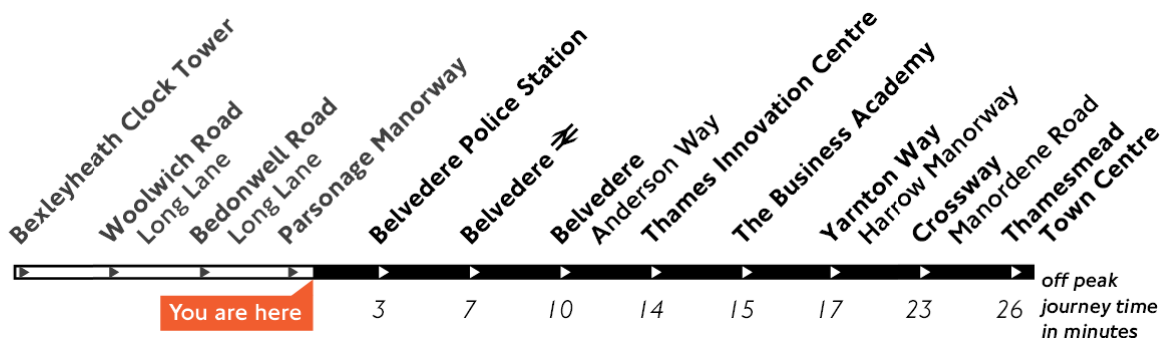 Bexleyheath Clock Tower
Woolwich Road
Long Lane
Bedonwell Road
Long Lane
Parsonage Manorway
Belvedere Police Station
Belvedere
Belvedere
Anderson Way
Thames Innovation Centre
The Business Academy
Yarnton Way
Harrow Manorway
Crossway
Manordene Road
Thamesmead
Town Centre
You are here
3 7 10 14 15 17 23 26
off peak
journey time
in minutes